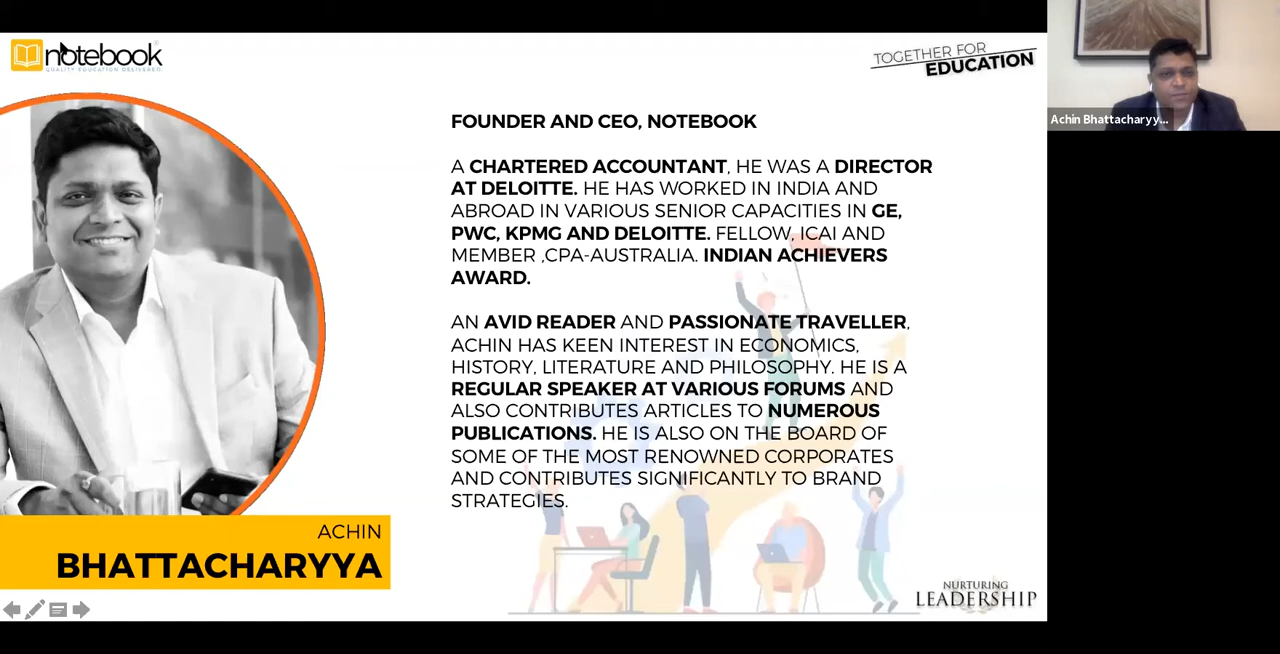 notebook
QUALITY EDUCATION DELIVERED
TOGETHER FOR
EDUCATION
Achin Bhattacharyy...
FOUNDER AND CEO, NOTEBOOK
A CHARTERED ACCOUNTANT, HE WAS A DIRECTOR
AT DELOITTE. HE HAS WORKED IN INDIA AND
ABROAD IN VARIOUS SENIOR CAPACITIES IN GE,
PWC, KPMG AND DELOITTE. FELLOW, ICAI AND
MEMBER ,CPA-AUSTRALIA. INDIAN ACHIEVERS
AWARD.
AN AVID READER AND PASSIONATE TRAVELLER,
ACHIN HAS KEEN INTEREST IN ECONOMICS,
HISTORY, LITERATURE AND PHILOSOPHY. HE IS A
REGULAR SPEAKER AT VARIOUS FORUMS AND
ALSO CONTRIBUTES ARTICLES TO NUMEROUS
PUBLICATIONS. HE IS ALSO ON THE BOARD OF
SOME OF THE MOST RENOWNED CORPORATES
AND CONTRIBUTES SIGNIFICANTLY TO BRAND
STRATEGIES.
ACHIN
BHATTACHARYYA
NURTURING
LEADERSHIP